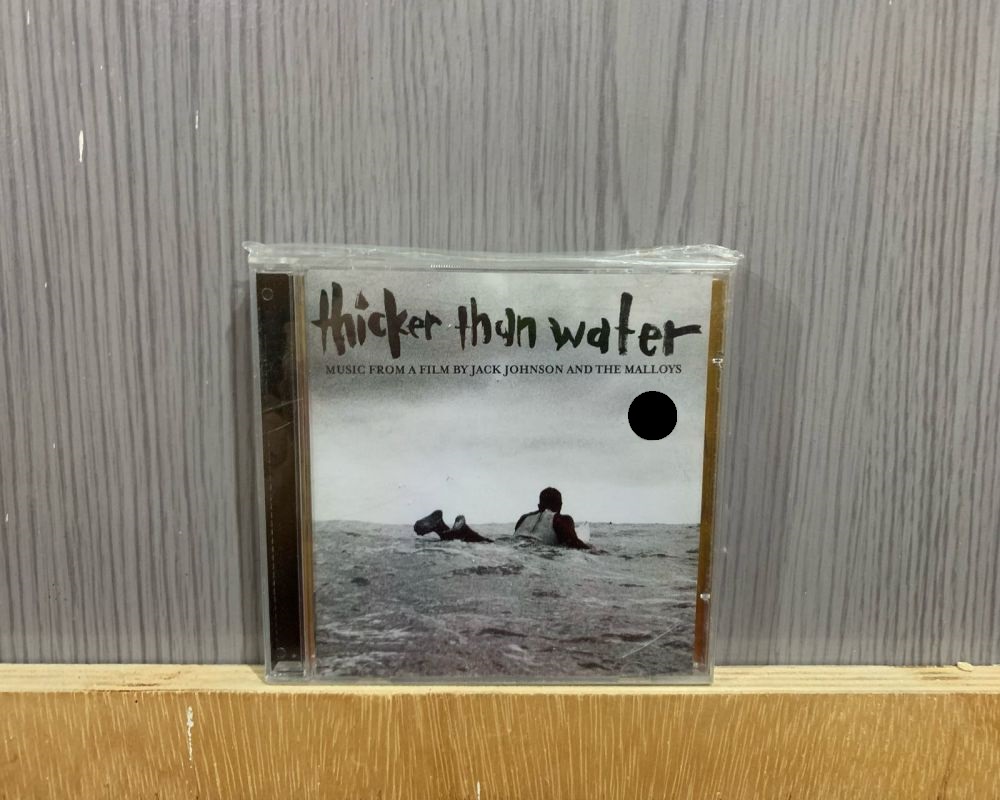 thicker than water
MUSIC FROM A FILM BY JACK JOHNSON AND THE MALLOYS